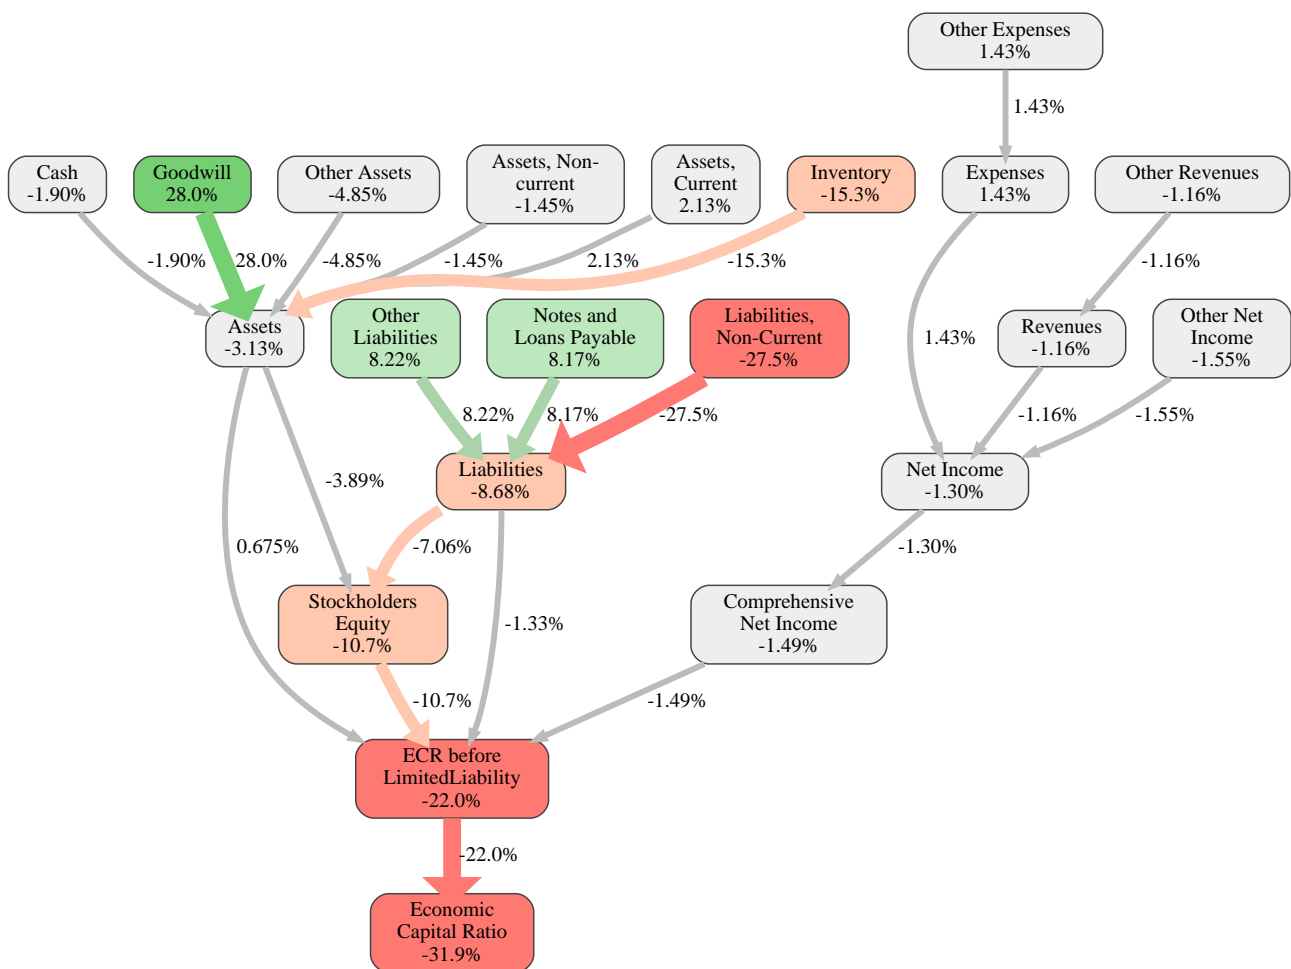 Other Expenses
1.43%
1.43%
Cash
-1.90%
Goodwill
28.0%
Other Assets
-4.85%
Assets, Non-
current
-1.45%
Assets,
Current
2.13%
Inventory
-15.3%
Expenses
1.43%
Other Revenues
-1.16%
-1.90%
28.0%
-4.85%
-1.45%
2.13%
-15.3%
-1.16%
Assets
-3.13%
Other
Liabilities
8.22%
Notes and
Loans Payable
8.17%
Liabilities,
Non-Current
-27.5%
1.43%
Revenues
-1.16%
Other Net
Income
-1.55%
8.22%
8.17%
-27.5%
-1.16%
-1.55%
-3.89%
Liabilities
-8.68%
Net Income
-1.30%
0.675%
-7.06%
-1.30%
Stockholders
Equity
-10.7%
-1.33%
Comprehensive
Net Income
-1.49%
-10.7%
-1.49%
ECR before
LimitedLiability
-22.0%
-22.0%
Economic
Capital Ratio
-31.9%